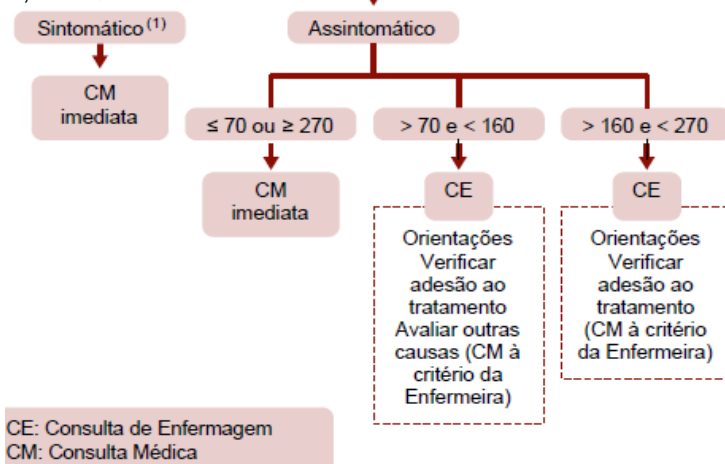 Sintomático (1)
Assintomático
CM
imediata
≤ 70 ou ≥ 270
> 70 e < 160
> 160 e < 270
CM
imediata
CE
CE
Orientações
Verificar
adesão ao
tratamento
Avaliar outras
causas (CM à
critério da
Enfermeira)
Orientações
Verificar
adesão ao
tratamento
(CM à critério
da Enfermeira)
CE: Consulta de Enfermagem
CM: Consulta Médica